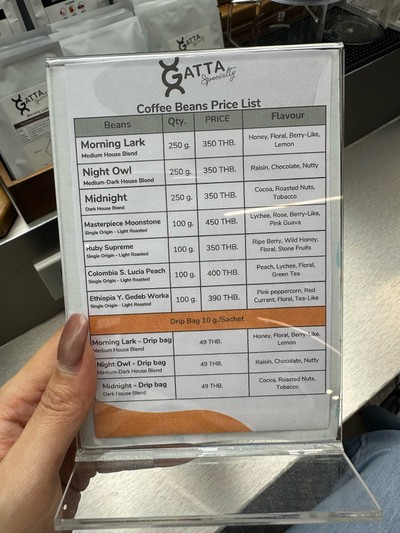 GATTA
Specialty
Coffee Beans Price List
Beans Qty. PRICE Flavour
Morning Lark 250 g. 350 THB. Honey, Floral, Berry-Like,
Medium House Blend Lemon
Night Owl 250 g. 350 THB. Raisin, Chocolate, Nutty
Medium-Dark House Blend
Midnight 250 g. 350 THB. Cocoa, Roasted Nuts,
Dark House Blend Tobacco
Masterpiece Moonstone 100 g. 450 THB. Lychee, Rose, Berry-Like,
Single Origin - Light Roasted Pink Guava
Ruby Supreme 100 g. 350 THB. Ripe Berry, Wild Honey,
Single Origin - Light Roasted Floral, Stone Fruits
Colombia S. Lucia Peach 100 g. 400 THB. Peach, Lychee, Floral,
Single Origin - Light Roasted Green Tea
Ethiopia Y. Gedeb Worka 100 g. 390 THB. Pink peppercorn, Red
Single Origin - Light Roasted Currant, Floral, Tea-Like
Drip Bag 10 g./Sachet
Morning Lark - Drip bag 49 THB. Honey, Floral, Berry-Like,
Medium House Blend Lemon
Night Owl - Drip bag 49 THB. Raisin, Chocolate, Nutty
Medium-Dark House Blend
Midnight - Drip bag 49 THB. Cocoa, Roasted Nuts,
Dark House Blend Tobacco
GATTA